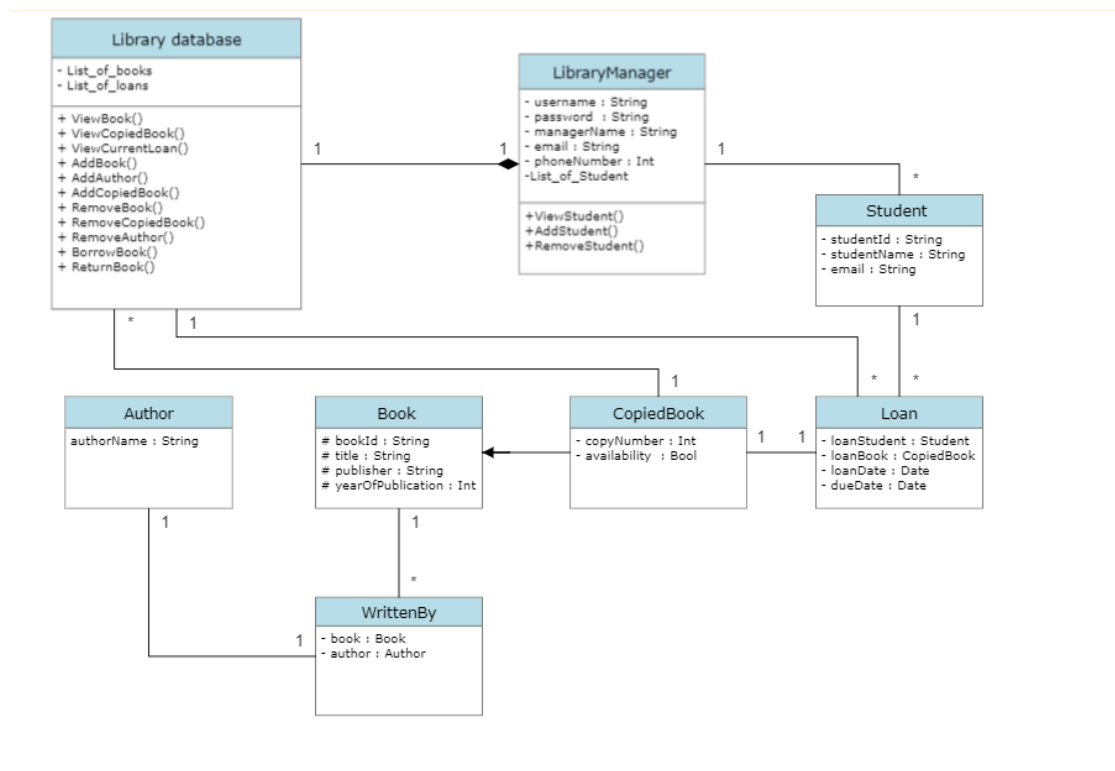 Library database
- List_of_books
- List_of_loans
+ ViewBook()
+ ViewCopiedBook()
+ ViewCurrentLoan()
+ AddBook()
+ AddAuthor()
+ AddCopiedBook()
+ RemoveBook()
+ RemoveCopiedBook()
+ RemoveAuthor()
+ BorrowBook()
+ ReturnBook()
1
1
LibraryManager
- username : String
- password : String
- managerName : String
- email : String
- phoneNumber : Int
-List_of_Student
+ViewStudent()
+AddStudent()
+RemoveStudent()
1
*
Student
- studentId : String
- studentName : String
- email : String
*
1
1
1
*
*
Author
authorName : String
1
Book
# bookId : String
# title : String
# publisher : String
# yearOfPublication : Int
1
*
CopiedBook
- copyNumber : Int
- availability : Bool
1
1
Loan
- loanStudent : Student
- loanBook : CopiedBook
- loanDate : Date
- dueDate : Date
WrittenBy
- book : Book
- author : Author
1